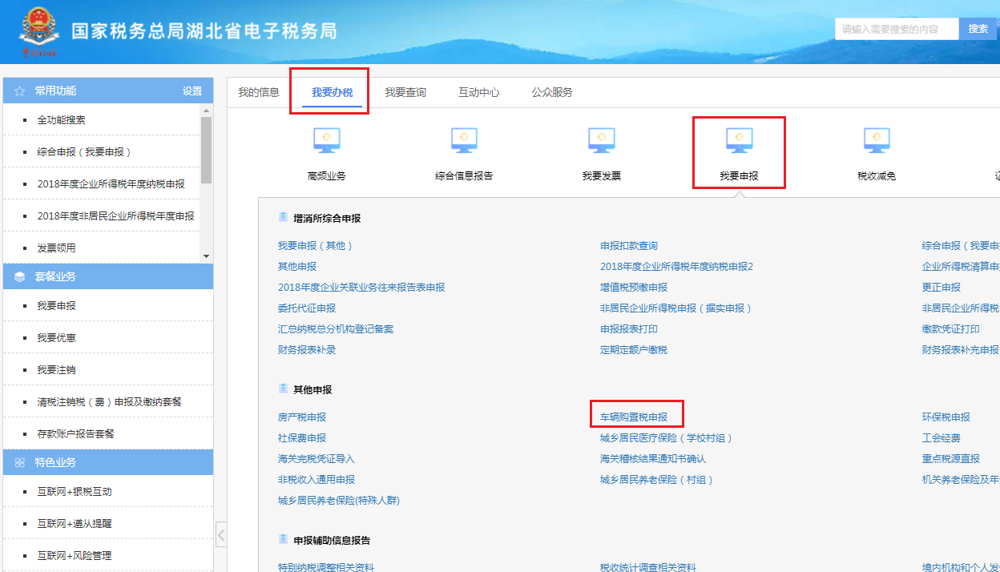 国家税务总局湖北省电子税务局
请输入需要搜索的内容 搜索
常用功能 设置
全功能搜索
综合申报（我要申报）
2018年度企业所得税年度纳税申报
2018年度非居民企业所得税年度申报
发票领用
套餐业务
我要申报
我要优惠
我要注销
清税注销税（费）申报及缴纳套餐
存款账户报告套餐
特色业务
互联网+银税互动
互联网+遵从提醒
互联网+风险管理
我的信息 我要办税 我要查询 互动中心 公众服务
高频业务 综合信息报告 我要发票 我要申报 税收减免
增消所综合申报
我要申报（其他） 申报扣款查询 综合申报（我要申
其他申报 2018年度企业所得税年度纳税申报2 企业所得税清算申
2018年度企业关联业务往来报告表申报 增值税预缴申报 更正申报
委托代征申报 非居民企业所得税申报（据实申报） 非居民企业所得税
汇总纳税总分机构登记备案 申报报表打印 缴款凭证打印
财务报表补录 定期定额户缴税 财务报表补充申报
其他申报
房产税申报 车辆购置税申报 环保税申报
社保费申报 城乡居民医疗保险（学校村组） 工会经费
海关完税凭证导入 海关稽核结果通知书确认 重点税源直报
非税收入通用申报 城乡居民养老保险（村组） 机关养老保险及年
城乡居民养老保险(特殊人群)
申报辅助信息报告
特别纳税调整相关资料 税收统计调查相关资料 境内机构和个人发